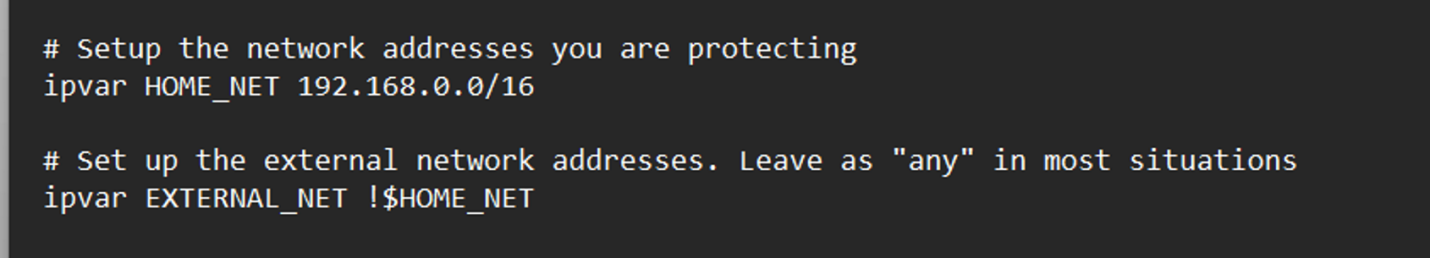 # Setup the network addresses you are protecting
ipvar HOME_NET 192.168.0.0/16
# Set up the external network addresses. Leave as "any" in most situations
ipvar EXTERNAL_NET !$HOME_NET